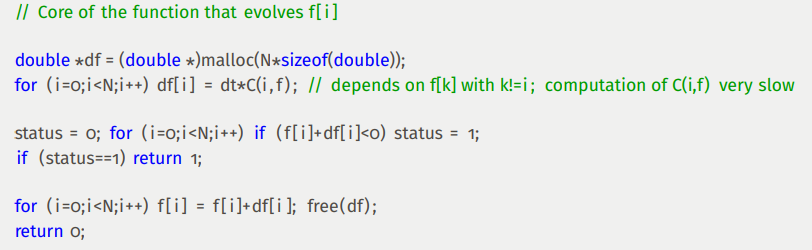 // Core of the function that evolves f[i]
double *df = (double *)malloc(N*sizeof(double));
for (i=0;i<N;i++) df[i] = dt*C(i,f); // depends on f[k] with k!=i; computation of C(i,f) very slow
status = 0; for (i=0;i<N;i++) if (f[i]+df[i]<0) status = 1;
if (status==1) return 1;
for (i=0;i<N;i++) f[i] = f[i]+df[i]; free(df);
return 0;